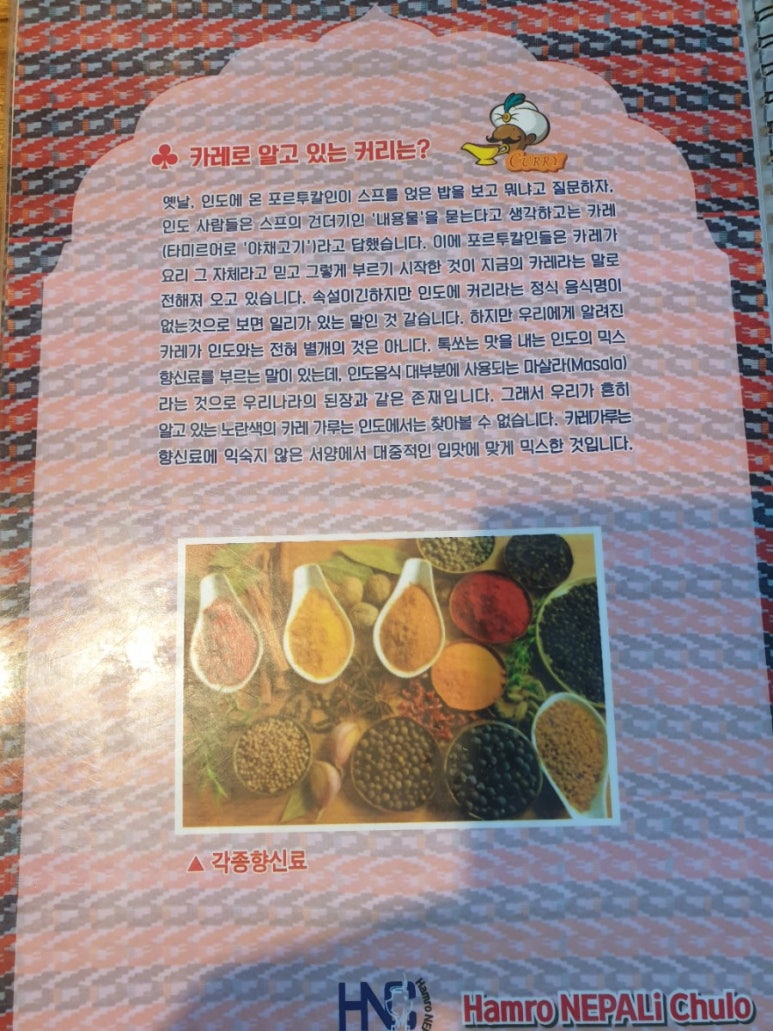 ♣ 카레로 알고 있는 커리는?
CURRY
옛날, 인도에 온 포르투칼인이 스프를 얹은 밥을 보고 뭐냐고 질문하자,
인도 사람들은 스프의 건더기인 '내용물'을 묻는다고 생각하고는 카레
(타미르어로 '야채고기')라고 답했습니다. 이에 포르투칼인들은 카레가
요리 그 자체라고 믿고 그렇게 부르기 시작한 것이 지금의 카레라는 말로
전해져 오고 있습니다. 속설이긴하지만 인도에 커리라는 정식 음식명이
없는것으로 보면 일리가 있는 말인 것 같습니다. 하지만 우리에게 알려진
카레가 인도와는 전혀 별개의 것은 아니다. 톡쏘는 맛을 내는 인도의 믹스
향신료를 부르는 말이 있는데, 인도음식 대부분에 사용되는 마살라(Masala)
라는 것으로 우리나라의 된장과 같은 존재입니다. 그래서 우리가 흔히
알고 있는 노란색의 카레 가루는 인도에서는 찾아볼 수 없습니다. 카레가루는
향신료에 익숙지 않은 서양에서 대중적인 입맛에 맞게 믹스한 것입니다.
▲ 각종향신료
HNC
Hamro NEPALi Chulo